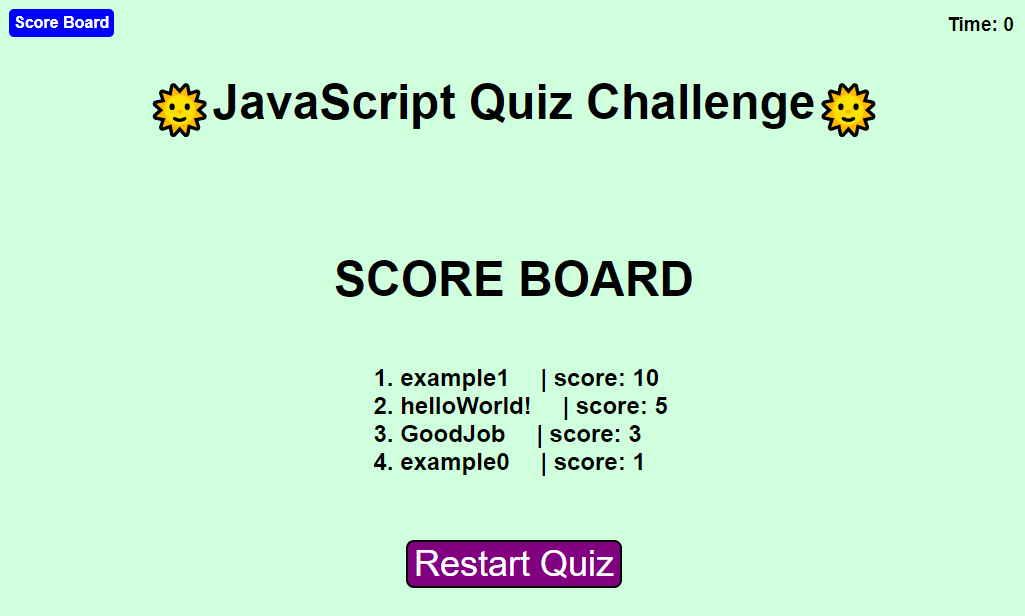 Score Board
Time: 0
🌞JavaScript Quiz Challenge🌞
SCORE BOARD
1. example1 | score: 10
2. helloWorld! | score: 5
3. GoodJob | score: 3
4. example0 | score: 1
Restart Quiz